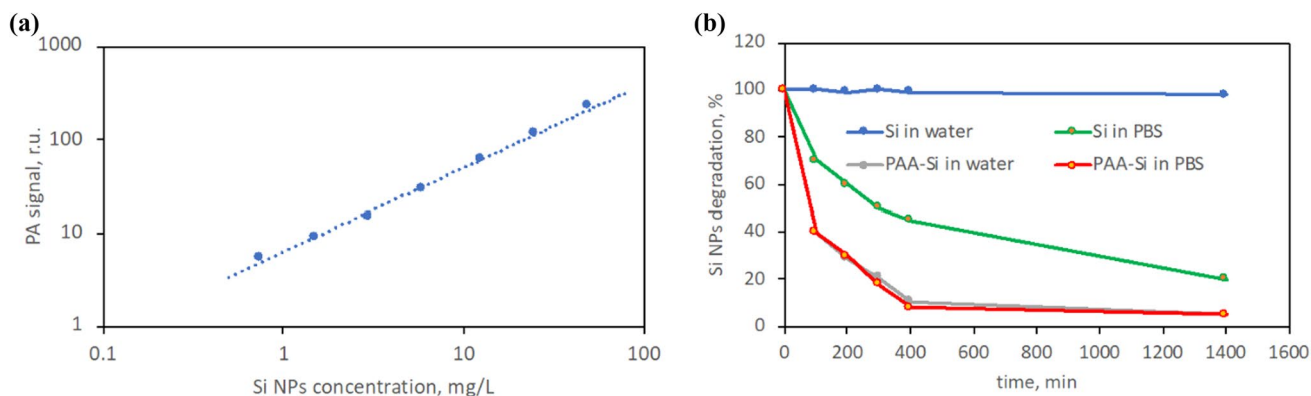 (a)
1000
100
10
1
PA signal, r.u.
0.1
1
10
100
Si NPs concentration, mg/L
(b)
120
100
80
60
40
20
0
Si NPs degradation, %
Si in water
Si in PBS
PAA-Si in water
PAA-Si in PBS
0
200
400
600
800
1000
1200
1400
1600
time, min